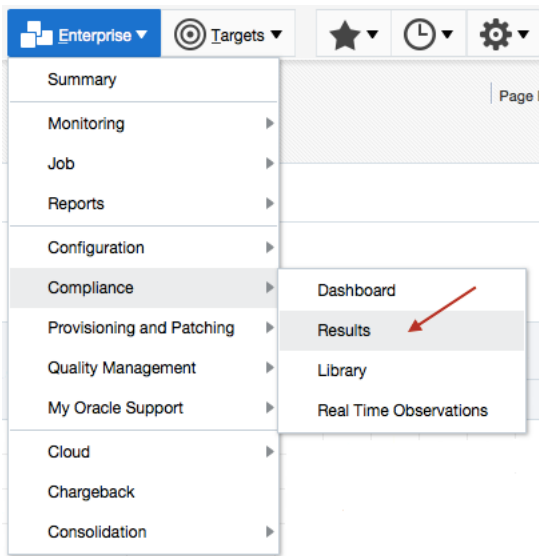 Enterprise
Targets
Page
Summary
Monitoring
Job
Reports
Configuration
Compliance
Provisioning and Patching
Quality Management
My Oracle Support
Cloud
Chargeback
Consolidation
Dashboard
Results
Library
Real Time Observations